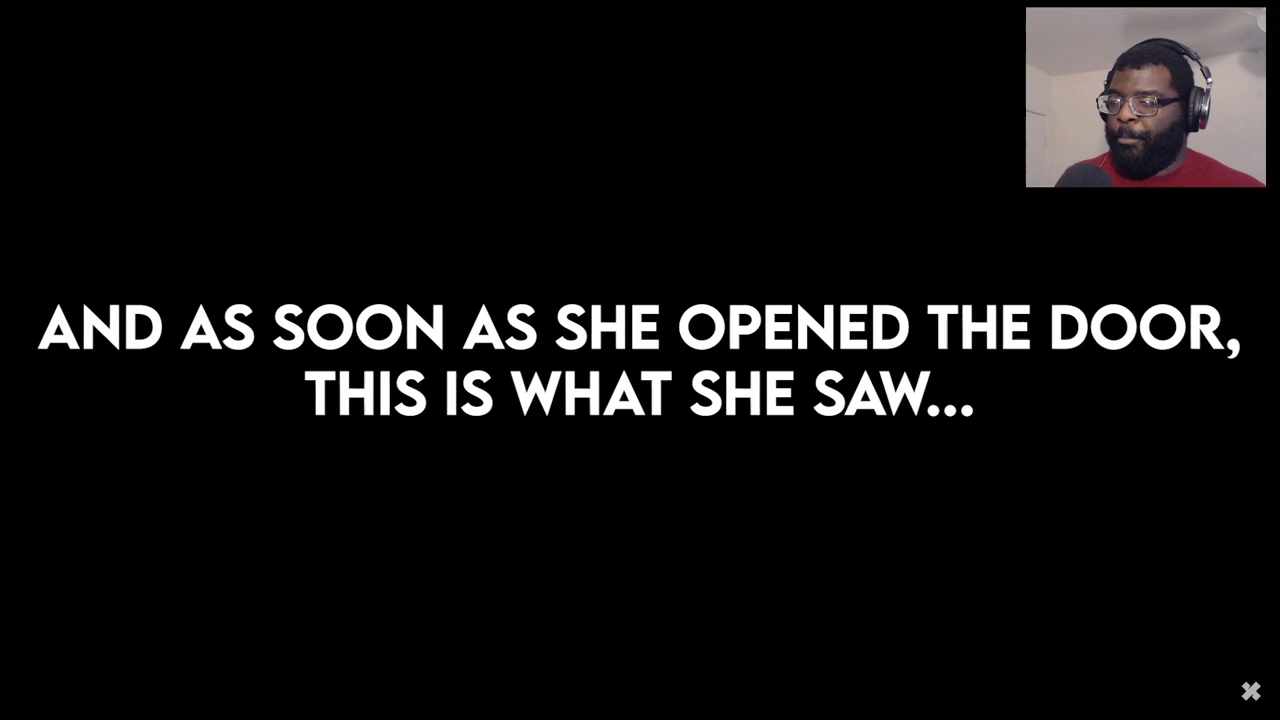 AND AS SOON AS SHE OPENED THE DOOR,
THIS IS WHAT SHE SAW...